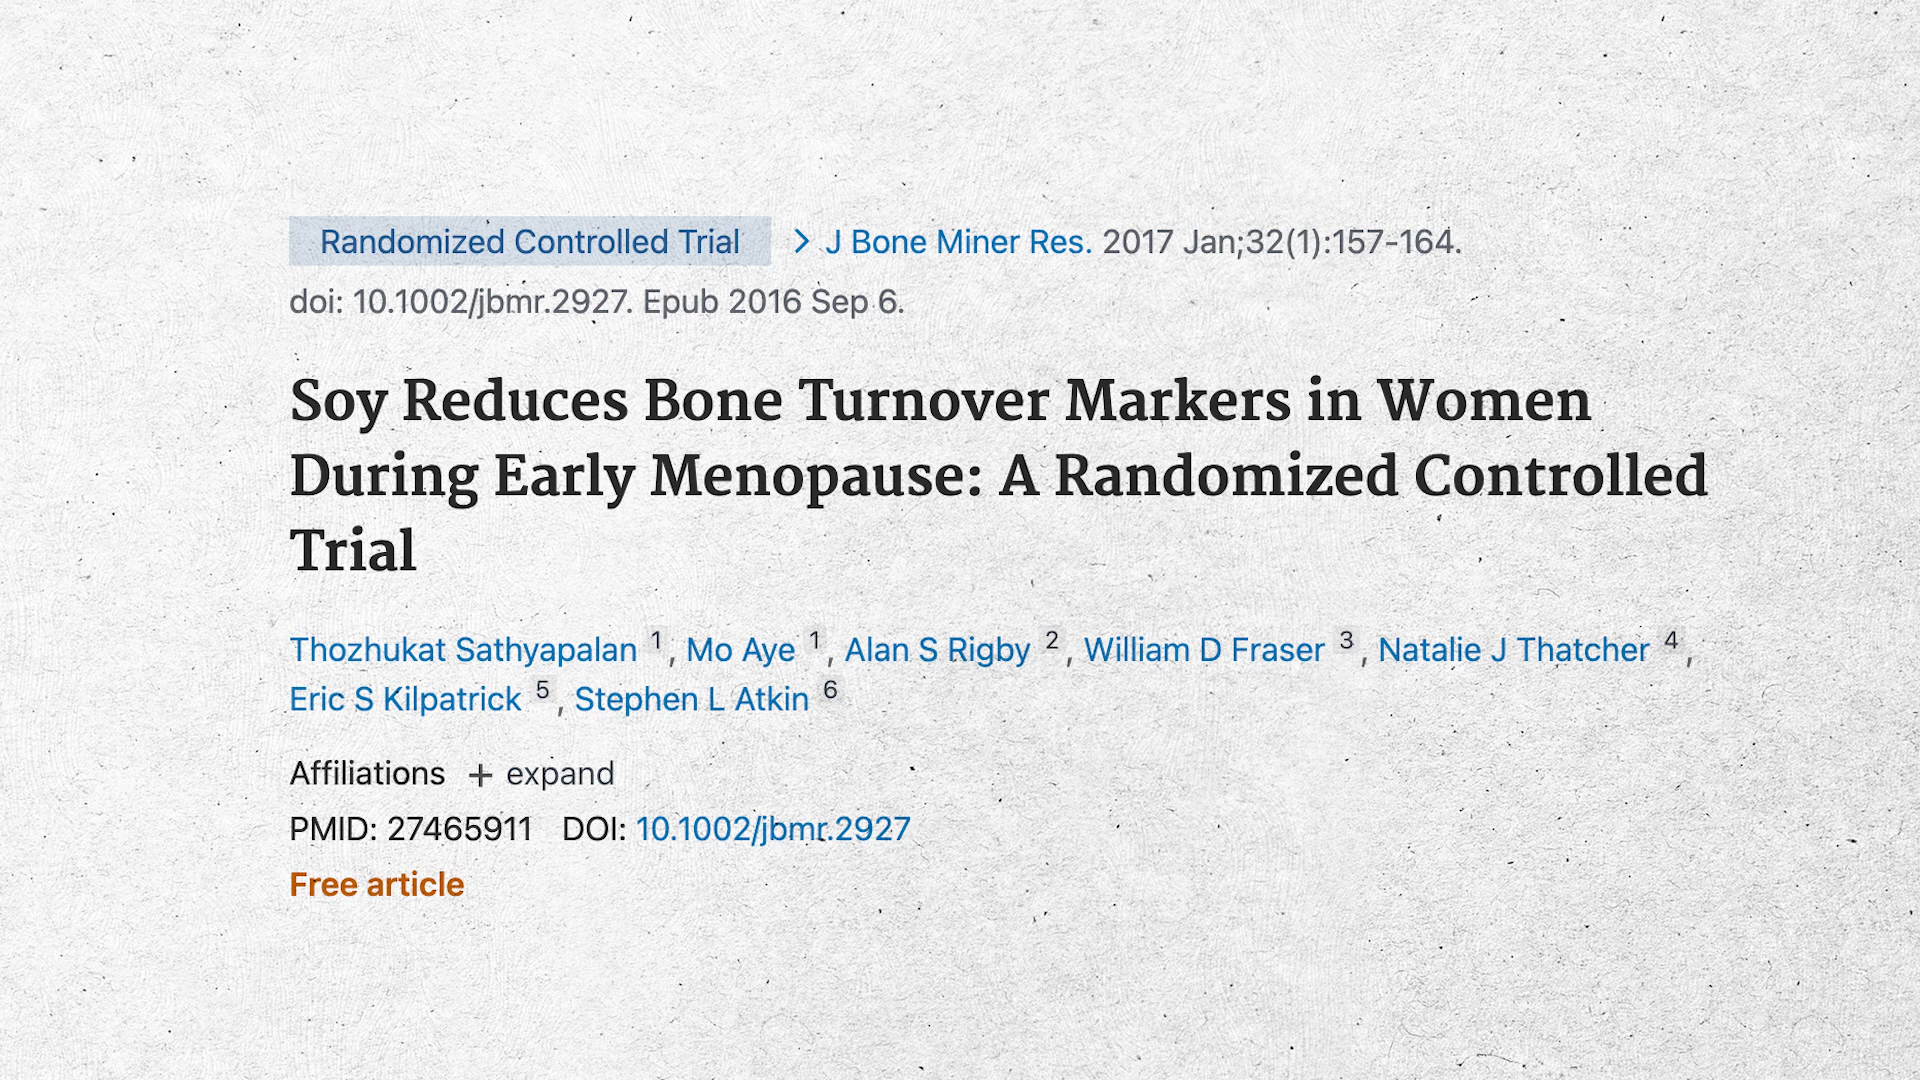 Randomized Controlled Trial > J Bone Miner Res. 2017 Jan;32(1):157-164.
doi: 10.1002/jbmr.2927. Epub 2016 Sep 6.
Soy Reduces Bone Turnover Markers in Women
During Early Menopause: A Randomized Controlled
Trial
Thozhukat Sathyapalan 1, Mo Aye 1, Alan S Rigby 2, William D Fraser 3, Natalie J Thatcher 4,
Eric S Kilpatrick 5, Stephen L Atkin 6
Affiliations + expand
PMID: 27465911 DOI: 10.1002/jbmr.2927
Free article